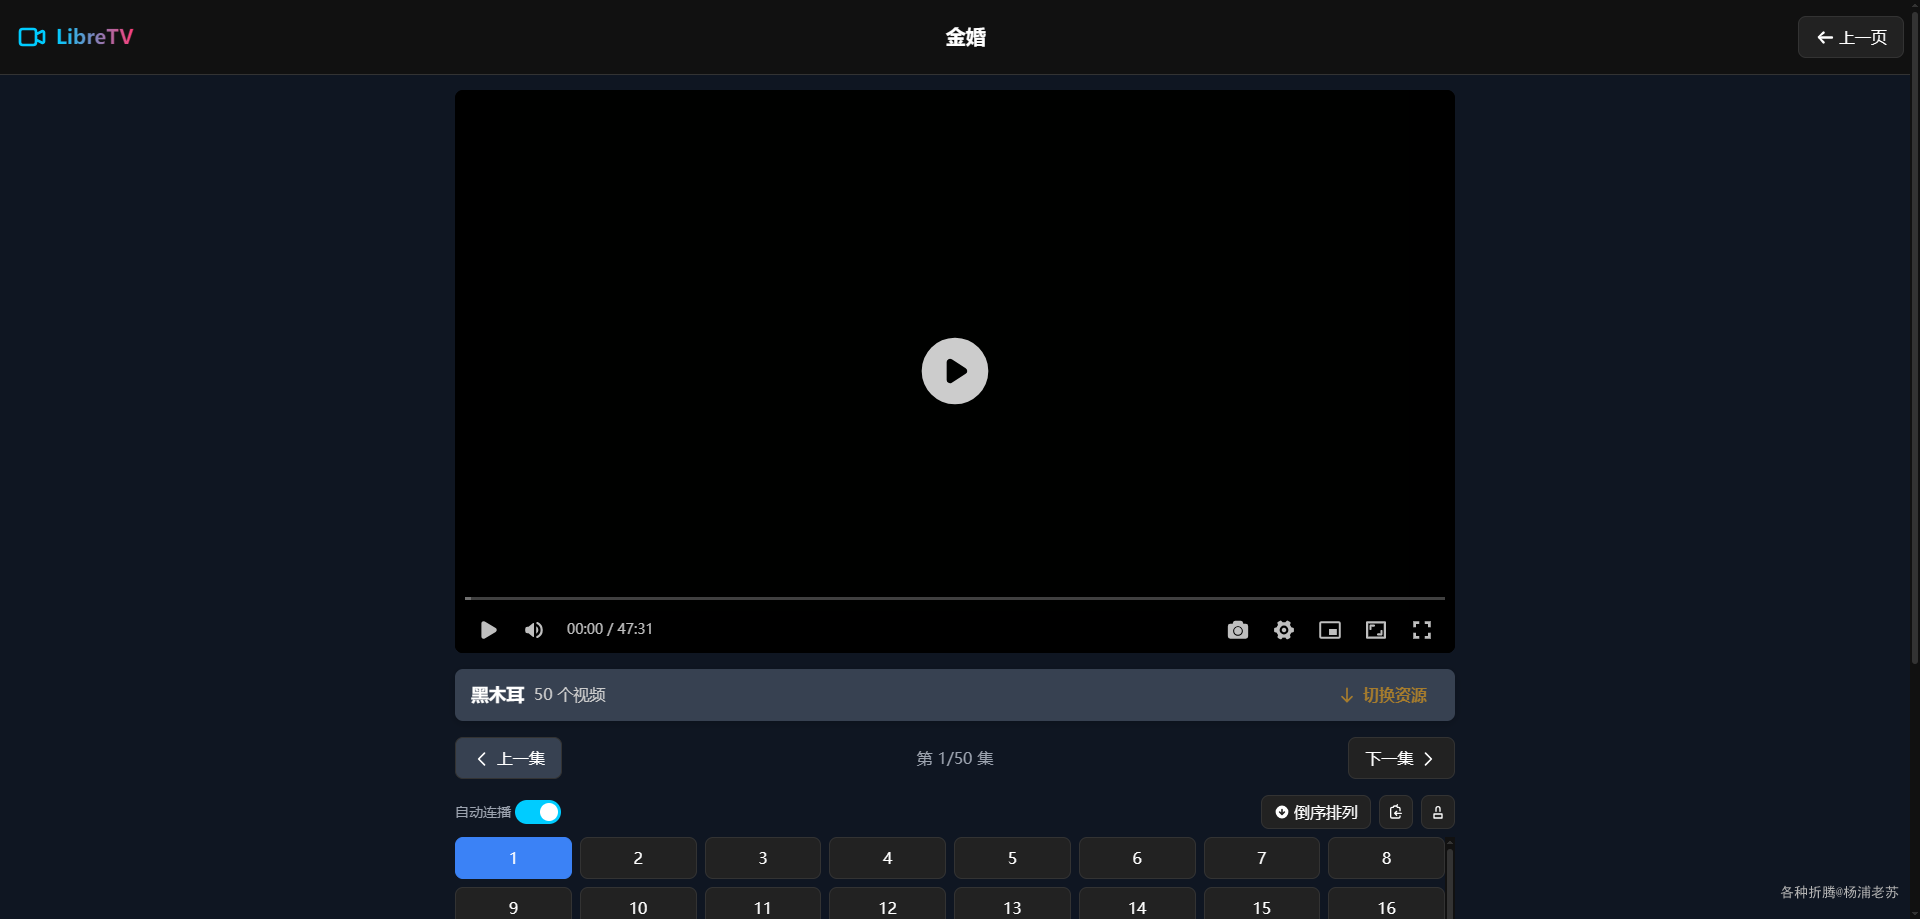 LibreTV
金婚
上一页
00:00 / 47:31
黑木耳 50 个视频
切换资源
上一集
第 1/50 集
下一集
自动连播
倒序排列
1 2 3 4 5 6 7 8
9 10 11 12 13 14 15 16
各种折腾@杨浦老苏